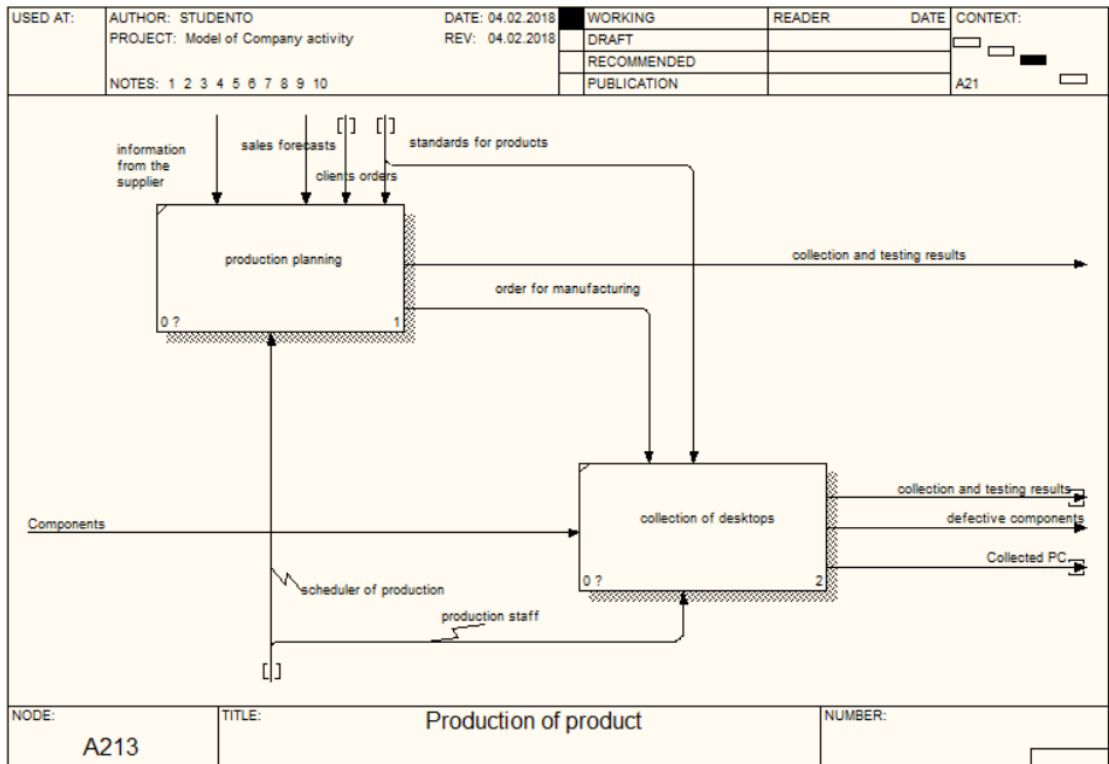 USED AT:
AUTHOR: STUDENTO
DATE: 04.02.2018
WORKING
READER
DATE
CONTEXT:
PROJECT: Model of Company activity
REV: 04.02.2018
DRAFT
RECOMMENDED
NOTES: 1 2 3 4 5 6 7 8 9 10
PUBLICATION
A21
information
from the
supplier
sales forecasts
clients orders
standards for products
production planning
0 ?
1
collection and testing results
order for manufacturing
collection of desktops
0 ?
2
collection and testing results
defective components
Collected PC
Components
scheduler of production
production staff
NODE:
A213
TITLE:
Production of product
NUMBER: